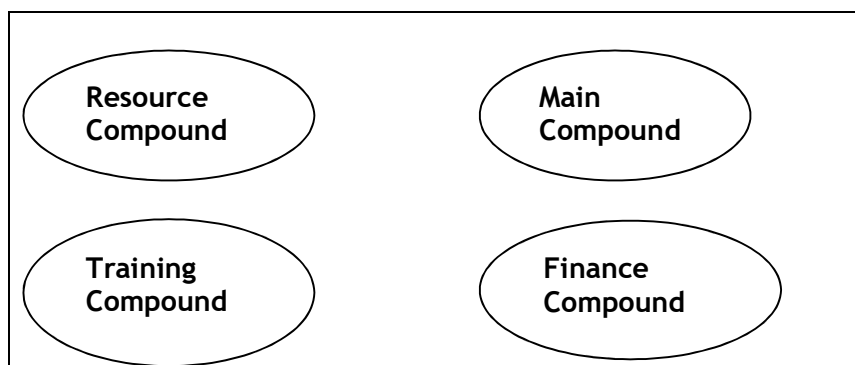 Resource
Compound
Main
Compound
Training
Compound
Finance
Compound